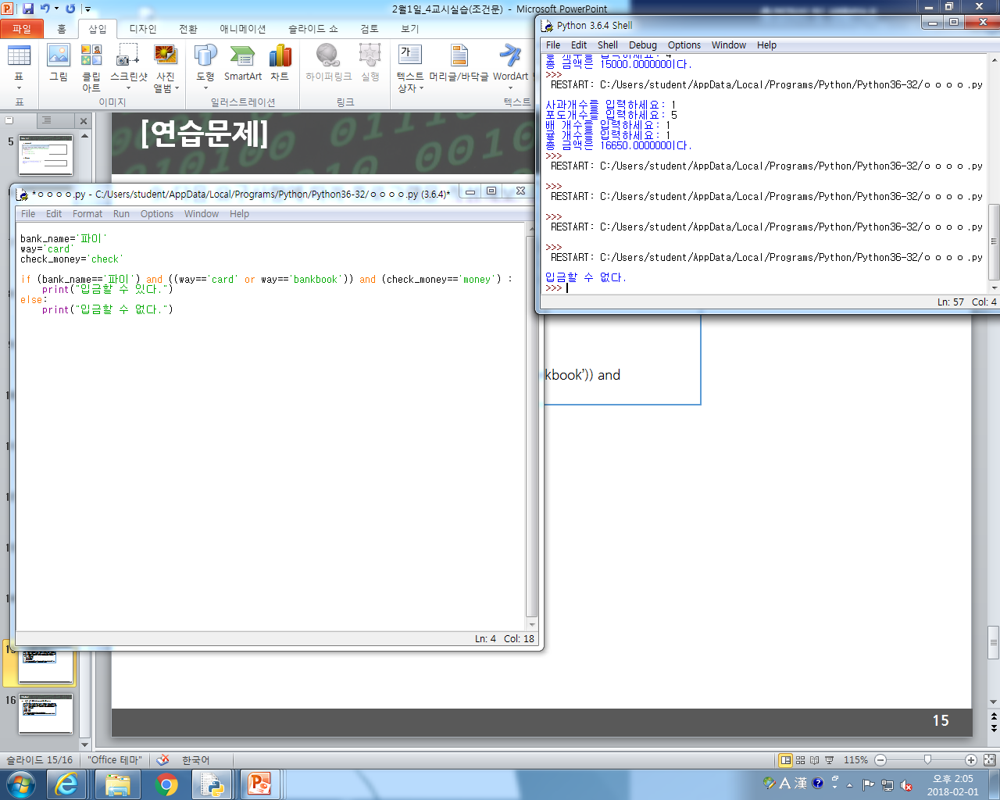 2월1일_4교시실습(조건문) - Microsoft PowerPoint
파일 홈 삽입 디자인 전환 애니메이션 슬라이드 쇼 검토 보기
표 그림 클립 아트 스크린샷 사진 앨범 도형 SmartArt 차트 하이퍼링크 실행 텍스트 상자 머리글/바닥글 WordArt
표 이미지 일러스트레이션 링크 텍스트
5
[연습문제]
Python 3.6.4 Shell
File Edit Shell Debug Options Window Help
총 금액은 15000.000000이다.
>>>
RESTART: C:/Users/student/AppData/Local/Programs/Python/Python36-32/ㅇㅇㅇㅇ.py
사과개수를 입력하세요: 1
포도개수를 입력하세요: 5
배 개수를 입력하세요: 1
귤 개수를 입력하세요: 1
총 금액은 16650.000000이다.
>>>
RESTART: C:/Users/student/AppData/Local/Programs/Python/Python36-32/ㅇㅇㅇㅇ.py
>>>
RESTART: C:/Users/student/AppData/Local/Programs/Python/Python36-32/ㅇㅇㅇㅇ.py
>>>
RESTART: C:/Users/student/AppData/Local/Programs/Python/Python36-32/ㅇㅇㅇㅇ.py
>>>
RESTART: C:/Users/student/AppData/Local/Programs/Python/Python36-32/ㅇㅇㅇㅇ.py
입금할 수 없다.
>>>
Ln: 57 Col: 4
*ㅇㅇㅇㅇ.py - C:/Users/student/AppData/Local/Programs/Python/Python36-32/ㅇㅇㅇㅇ.py (3.6.4)*
File Edit Format Run Options Window Help
bank_name='파이'
way='card'
check_money='check'
if (bank_name=='파이') and ((way=='card' or way=='bankbook')) and (check_money=='money') :
print("입금할 수 있다.")
else:
print("입금할 수 없다.")
Ln: 4 Col: 18
kbook')) and
16
15
슬라이드 15/16 "Office 테마" 한국어 115%
A 漢
오후 2:05
2018-02-01